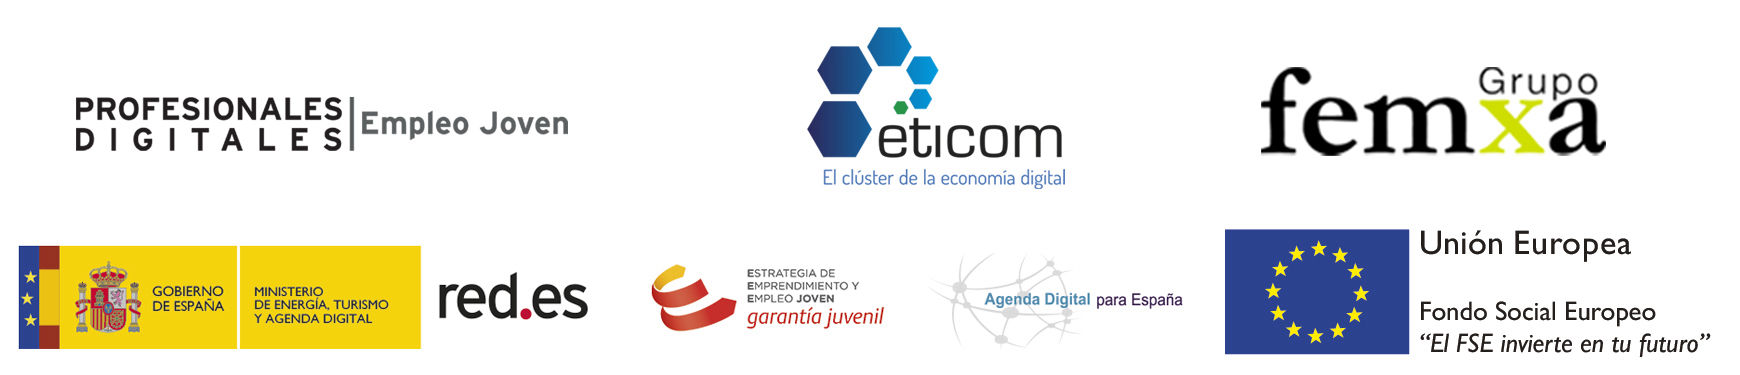 PROFESIONALES
DIGITALES
Empleo Joven
eticom
El clúster de la economía digital
Grupo
femxa
GOBIERNO
DE ESPAÑA
MINISTERIO
DE ENERGÍA, TURISMO
Y AGENDA DIGITAL
red.es
ESTRATEGIA DE
EMPRENDIMIENTO Y
EMPLEO JOVEN
garantía juvenil
Agenda Digital para España
Unión Europea
Fondo Social Europeo
“El FSE invierte en tu futuro”